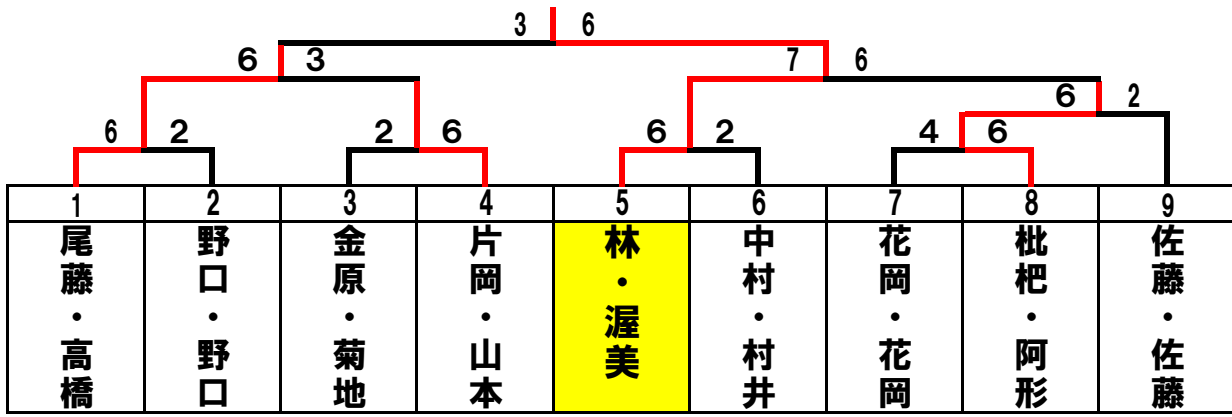 3 6
6 3 7 6
6 2
6 2 2 6 6 2 4 6
1 2 3 4 5 6 7 8 9
尾藤・高橋
野口・野口
金原・菊地
片岡・山本
林・渥美
中村・村井
花岡・花岡
枇杷・阿形
佐藤・佐藤